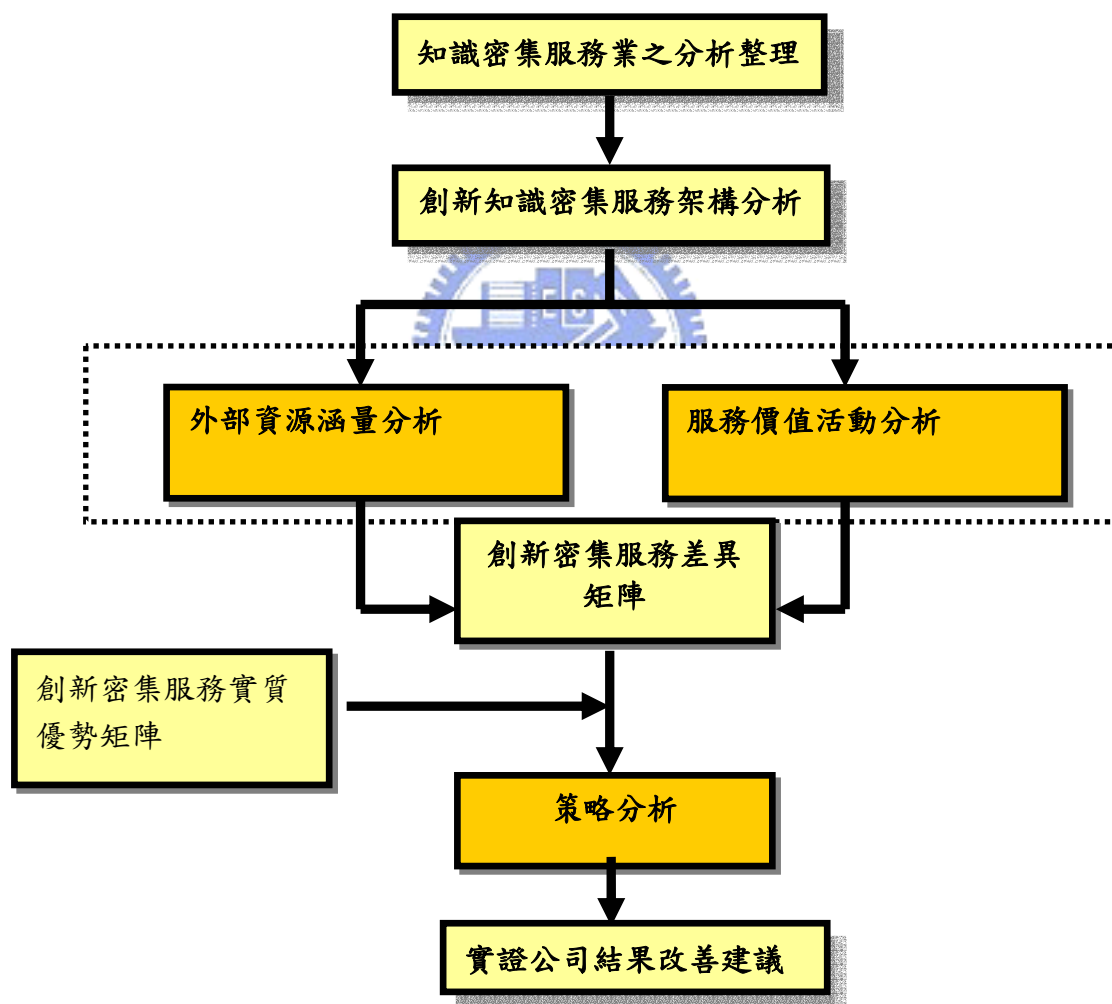 知識密集服務業之分析整理
創新知識密集服務架構分析
外部資源涵量分析
服務價值活動分析
創新密集服務差異
矩陣
創新密集服務實質
優勢矩陣
策略分析
實證公司結果改善建議